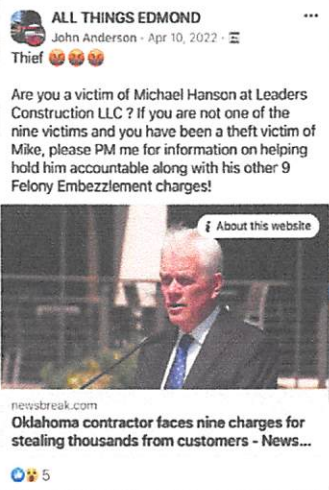 ALL THINGS EDMOND
John Anderson · Apr 10, 2022 ·
Thief 😡😡😡
Are you a victim of Michael Hanson at Leaders
Construction LLC ? If you are not one of the
nine victims and you have been a theft victim of
Mike, please PM me for information on helping
hold him accountable along with his other 9
Felony Embezzlement charges!
i About this website
newsbreak.com
Oklahoma contractor faces nine charges for
stealing thousands from customers - News...
5